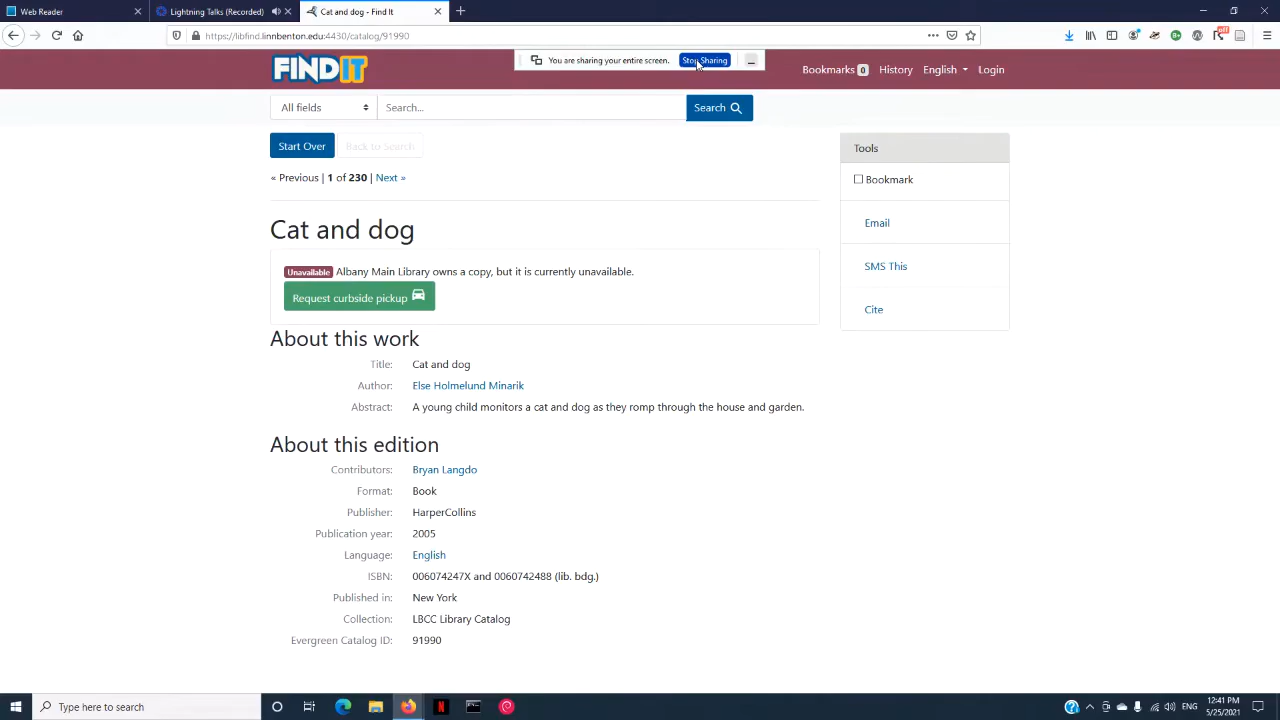 Web Reader
Lightning Talks (Recorded)
Cat and dog - Find It
https://libfind.linnbenton.edu:4430/catalog/91990
off
FINDIT
You are sharing your entire screen. Stop Sharing
Bookmarks 0 History English Login
All fields Search... Search
Start Over Back to Search
« Previous | 1 of 230 | Next »
Tools
Bookmark
Email
SMS This
Cite
Cat and dog
Unavailable Albany Main Library owns a copy, but it is currently unavailable.
Request curbside pickup
About this work
Title: Cat and dog
Author: Else Holmelund Minarik
Abstract: A young child monitors a cat and dog as they romp through the house and garden.
About this edition
Contributors: Bryan Langdo
Format: Book
Publisher: HarperCollins
Publication year: 2005
Language: English
ISBN: 006074247X and 0060742488 (lib. bdg.)
Published in: New York
Collection: LBCC Library Catalog
Evergreen Catalog ID: 91990
Type here to search
ENG
12:41 PM
5/25/2021